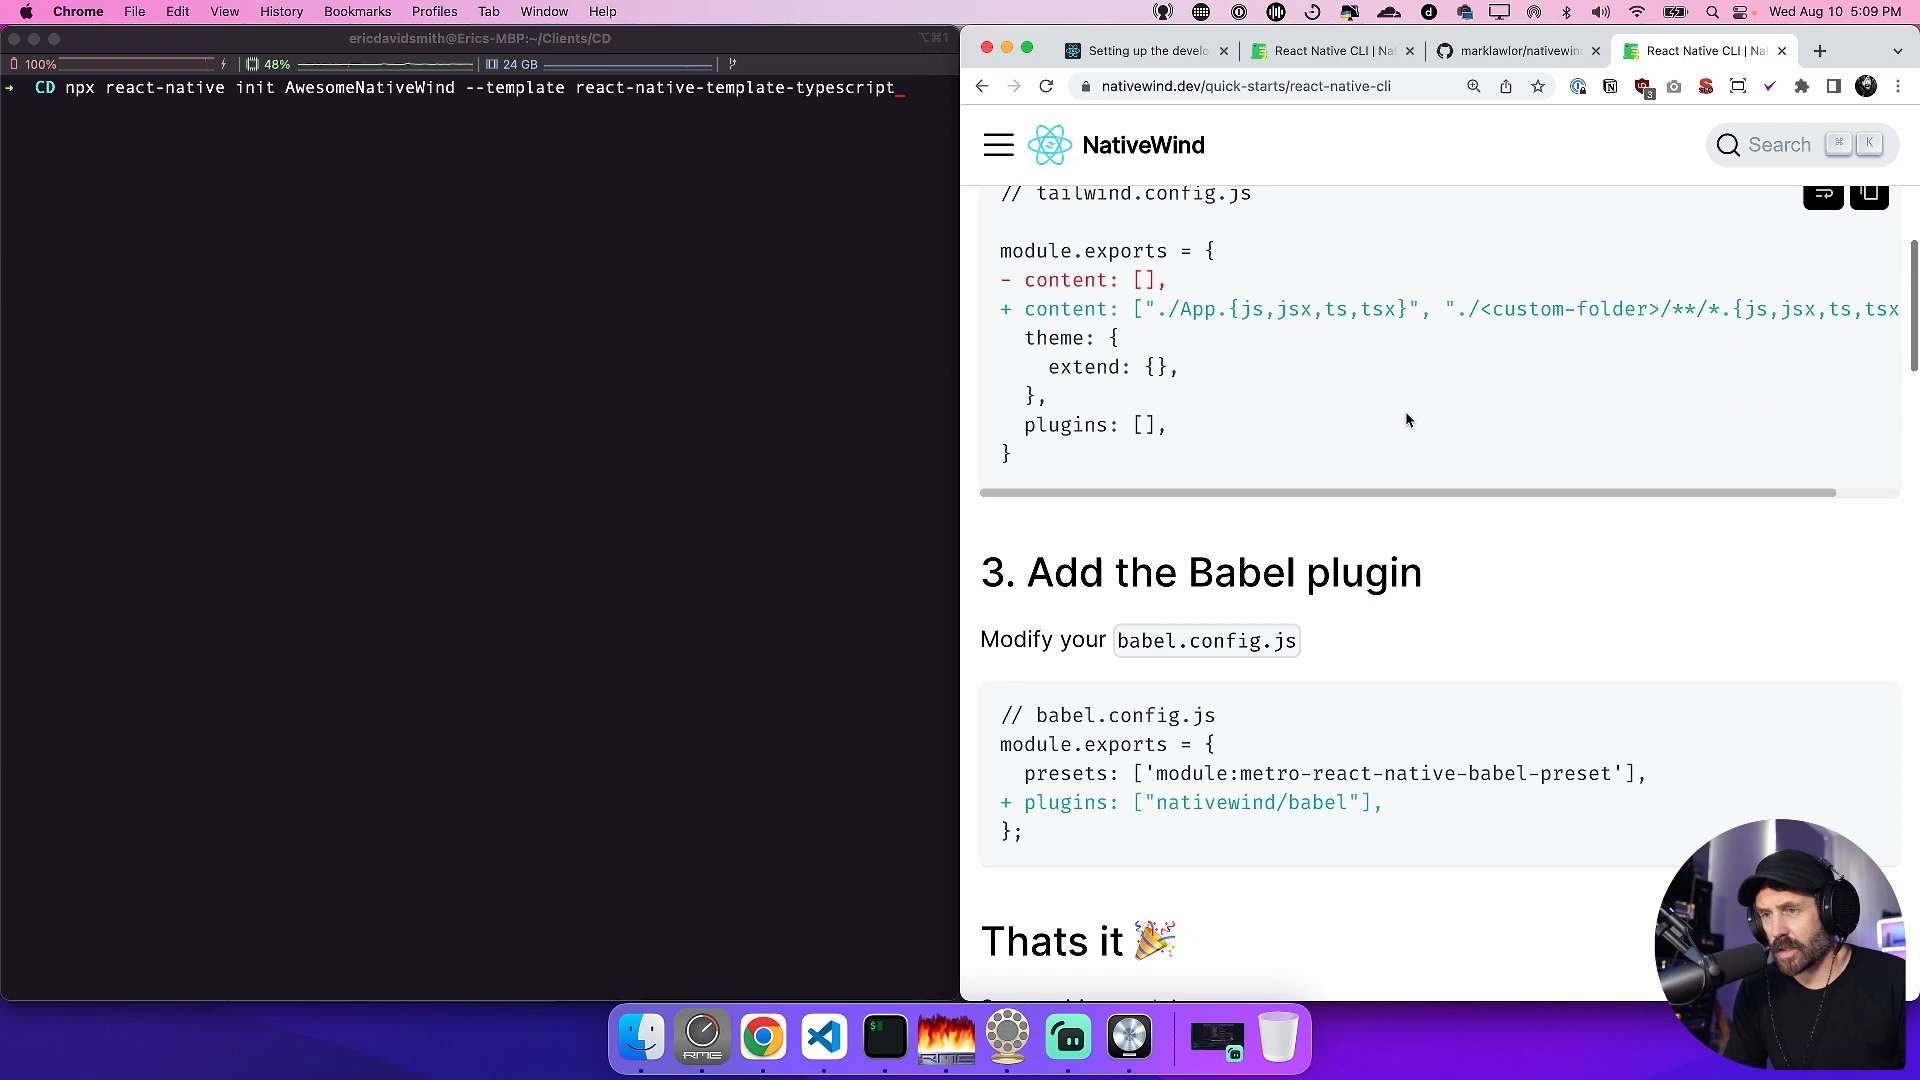 Chrome File Edit View History Bookmarks Profiles Tab Window Help
Wed Aug 10 5:09 PM
ericdavidsmith@Erics-MBP:~/Clients/CD
⌥⌘1
100% 48% 24 GB
→ CD npx react-native init AwesomeNativeWind --template react-native-template-typescript_
Setting up the develo
React Native CLI | Na
marklawlor/nativewin
React Native CLI | Na
nativewind.dev/quick-starts/react-native-cli
3
NativeWind
Search ⌘ K
// tailwind.config.js
module.exports = {
- content: [],
+ content: ["./App.{js,jsx,ts,tsx}", "./<custom-folder>/**/*.{js,jsx,ts,tsx
theme: {
extend: {},
},
plugins: [],
}
3. Add the Babel plugin
Modify your babel.config.js
// babel.config.js
module.exports = {
presets: ['module:metro-react-native-babel-preset'],
+ plugins: ["nativewind/babel"],
};
Thats it 🎉
RME
RME